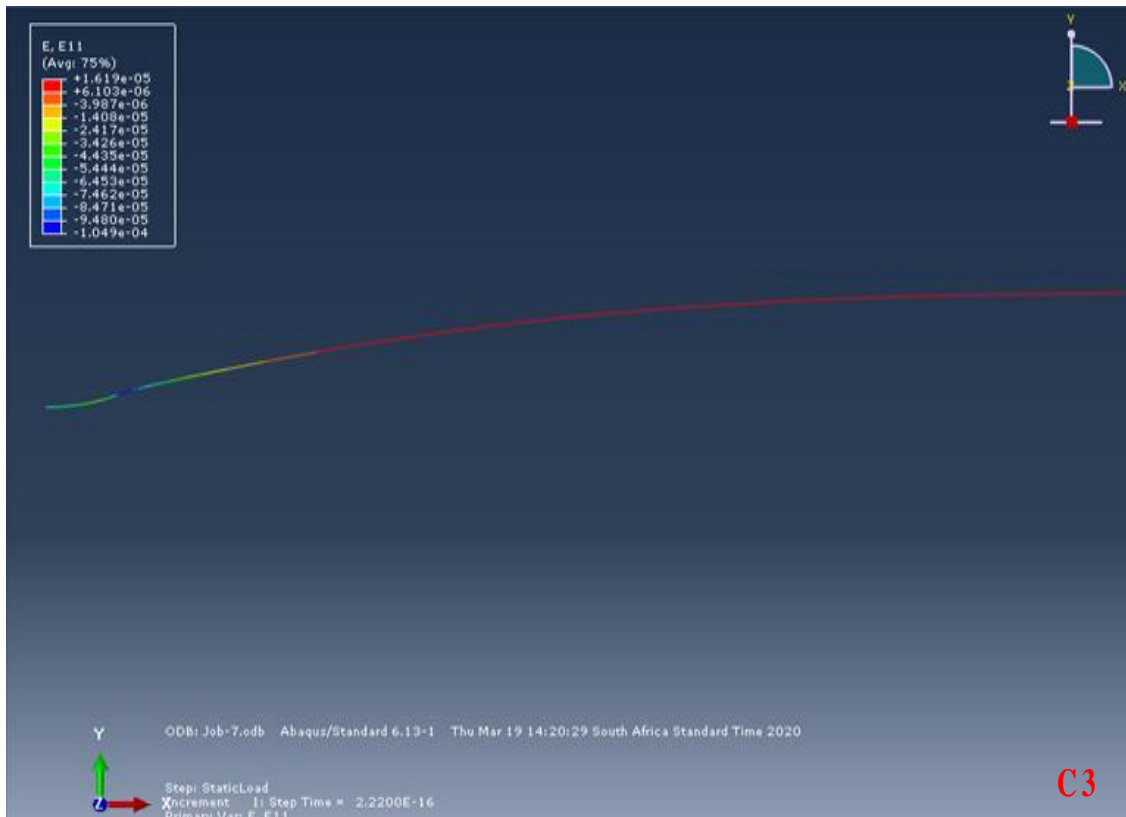 E, E11
(Avg: 75%)
+1.619e-05
+6.103e-06
-3.987e-06
-1.408e-05
-2.417e-05
-3.426e-05
-4.435e-05
-5.444e-05
-6.453e-05
-7.462e-05
-8.471e-05
-9.480e-05
-1.049e-04
Y
X
Z
Y
ODB: Job-7.odb Abaqus/Standard 6.13-1 Thu Mar 19 14:20:29 South Africa Standard Time 2020
Step: StaticLoad
Z X Increment 1: Step Time = 2.2200E-16
Primary Var: E, E11
C3